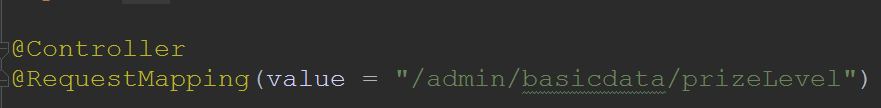 @Controller
@RequestMapping(value = "/admin/basicdata/prizeLevel")